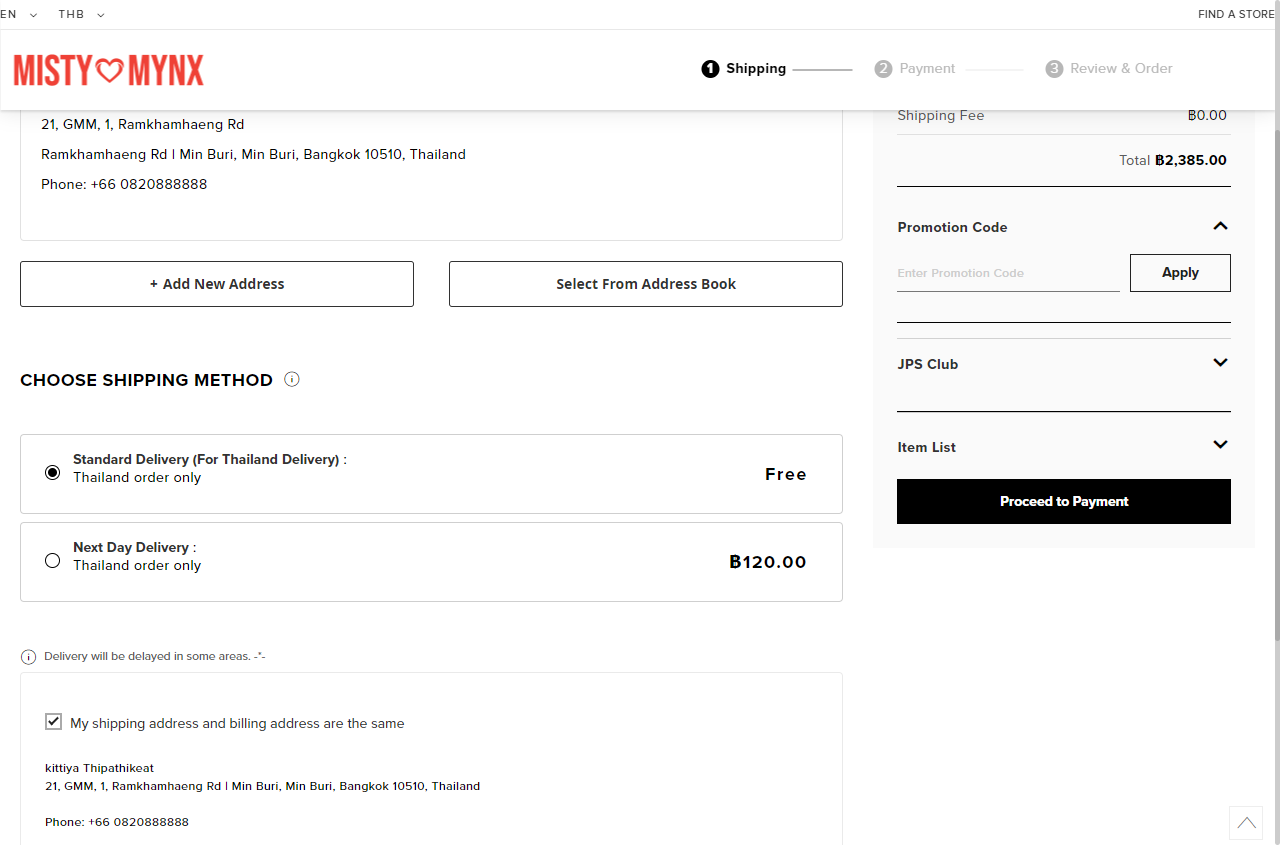 EN THB FIND A STORE
MISTY MYNX
1 Shipping 2 Payment 3 Review & Order
21, GMM, 1, Ramkhamhaeng Rd
Ramkhamhaeng Rd | Min Buri, Min Buri, Bangkok 10510, Thailand
Phone: +66 0820888888
+ Add New Address
Select From Address Book
CHOOSE SHIPPING METHOD
Standard Delivery (For Thailand Delivery) :
Thailand order only
Free
Next Day Delivery :
Thailand order only
฿120.00
Delivery will be delayed in some areas. -*-
My shipping address and billing address are the same
kittiya Thipathikeat
21, GMM, 1, Ramkhamhaeng Rd | Min Buri, Min Buri, Bangkok 10510, Thailand
Phone: +66 0820888888
Shipping Fee ฿0.00
Total ฿2,385.00
Promotion Code
Enter Promotion Code
Apply
JPS Club
Item List
Proceed to Payment